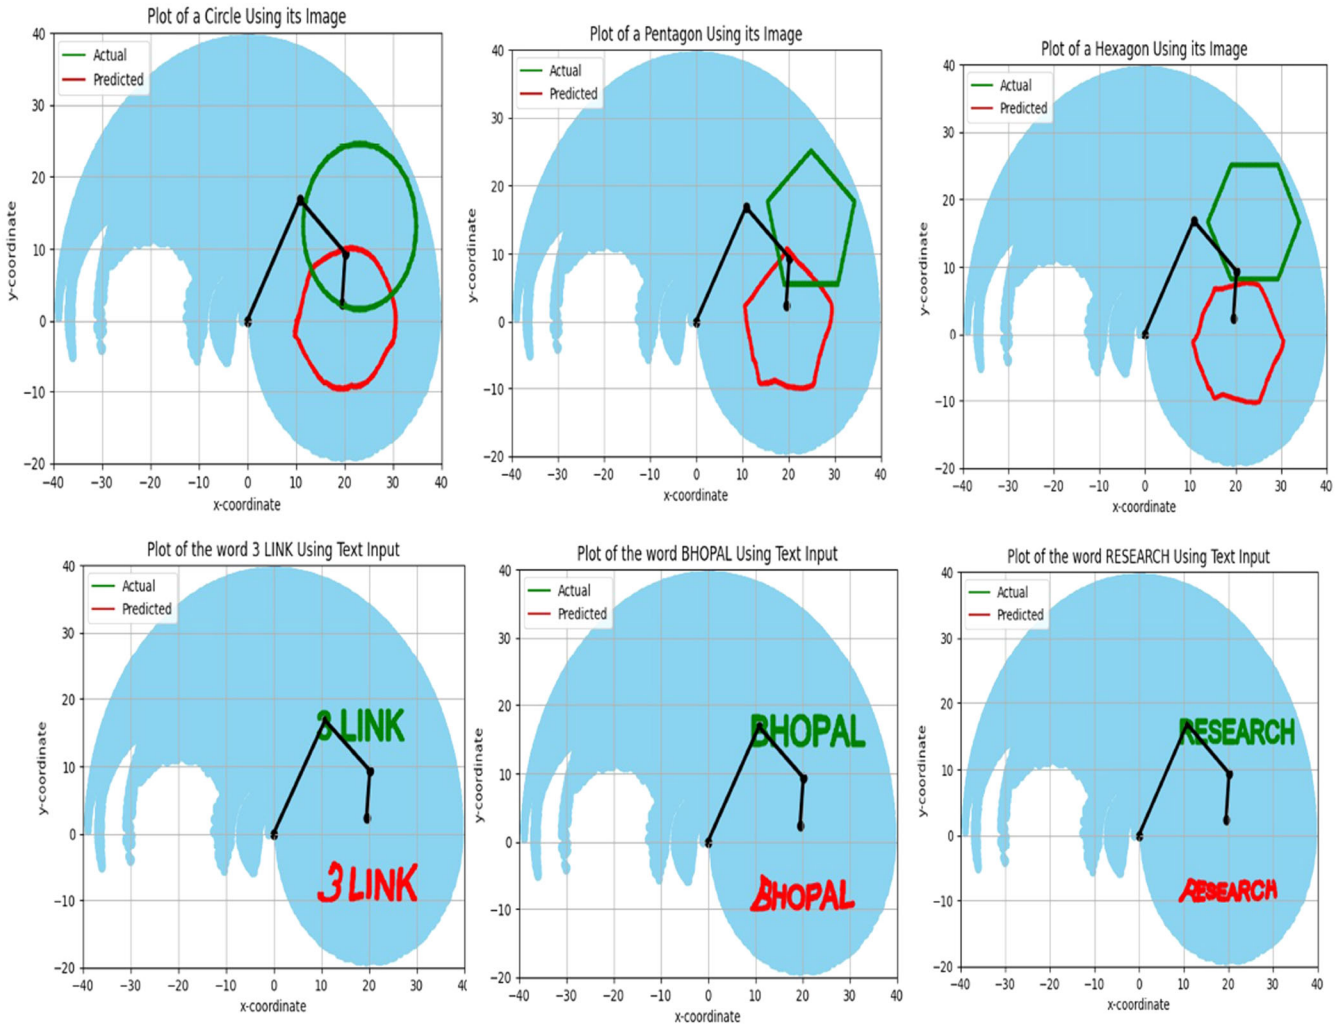 Plot of a Circle Using its Image
Actual
Predicted
y-coordinate
40
30
20
10
0
−10
−20
−40 −30 −20 −10 0 10 20 30 40
x-coordinate
Plot of a Pentagon Using its Image
Actual
Predicted
y-coordinate
40
30
20
10
0
−10
−20
−40 −30 −20 −10 0 10 20 30 40
x-coordinate
Plot of a Hexagon Using its Image
Actual
Predicted
y-coordinate
40
30
20
10
0
−10
−20
−40 −30 −20 −10 0 10 20 30 40
x-coordinate
Plot of the word 3 LINK Using Text Input
Actual
Predicted
y-coordinate
40
30
20
10
0
−10
−20
3 LINK
3 LINK
−40 −30 −20 −10 0 10 20 30
x-coordinate
Plot of the word BHOPAL Using Text Input
Actual
Predicted
y-coordinate
40
30
20
10
0
−10
−20
BHOPAL
BHOPAL
−40 −30 −20 −10 0 10 20 30 40
x-coordinate
Plot of the word RESEARCH Using Text Input
Actual
Predicted
y-coordinate
40
30
20
10
0
−10
−20
RESEARCH
RESEARCH
−40 −30 −20 −10 0 10 20 30 40
x-coordinate